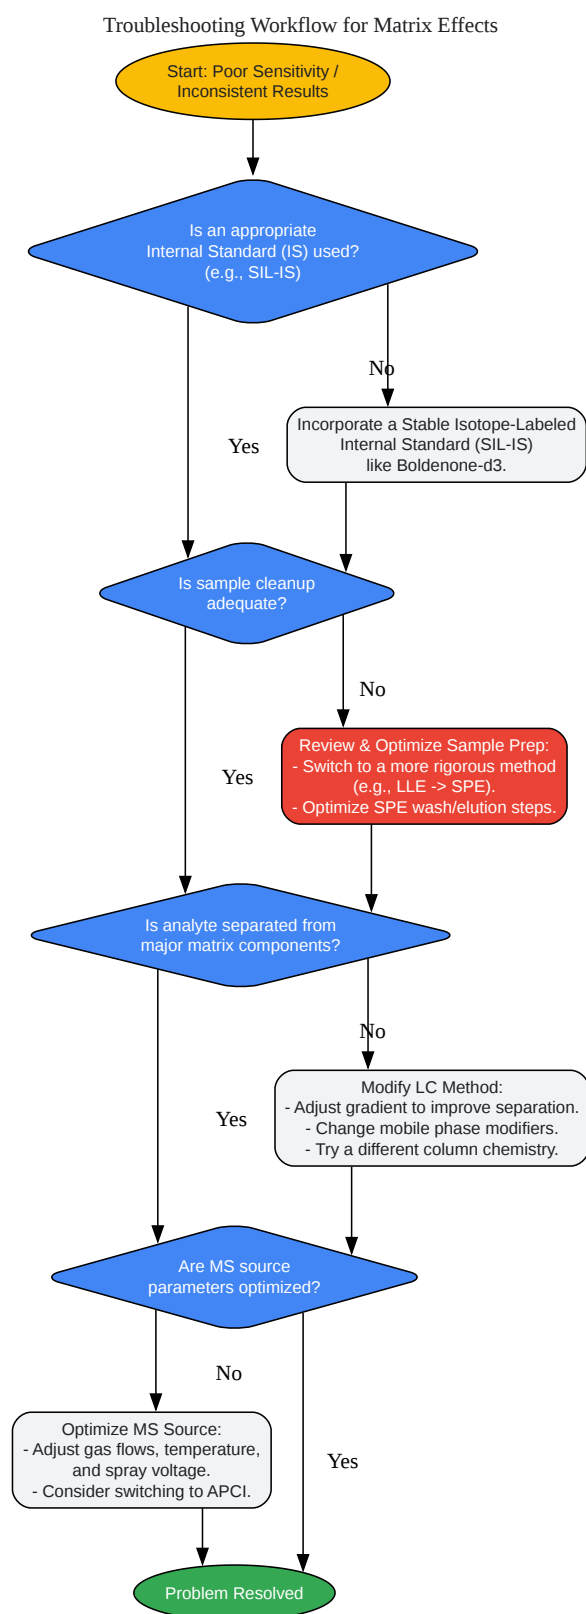 Troubleshooting Workflow for Matrix Effects
Start: Poor Sensitivity /
Inconsistent Results
Is an appropriate
Internal Standard (IS) used?
(e.g., SIL-IS)
No
Incorporate a Stable Isotope-Labeled
Internal Standard (SIL-IS)
like Boldenone-d3.
Yes
Is sample cleanup
adequate?
No
Review & Optimize Sample Prep:
- Switch to a more rigorous method
(e.g., LLE -> SPE).
- Optimize SPE wash/elution steps.
Yes
Is analyte separated from
major matrix components?
No
Modify LC Method:
- Adjust gradient to improve separation.
- Change mobile phase modifiers.
- Try a different column chemistry.
Yes
Are MS source
parameters optimized?
No
Optimize MS Source:
- Adjust gas flows, temperature,
and spray voltage.
- Consider switching to APCI.
Yes
Problem Resolved